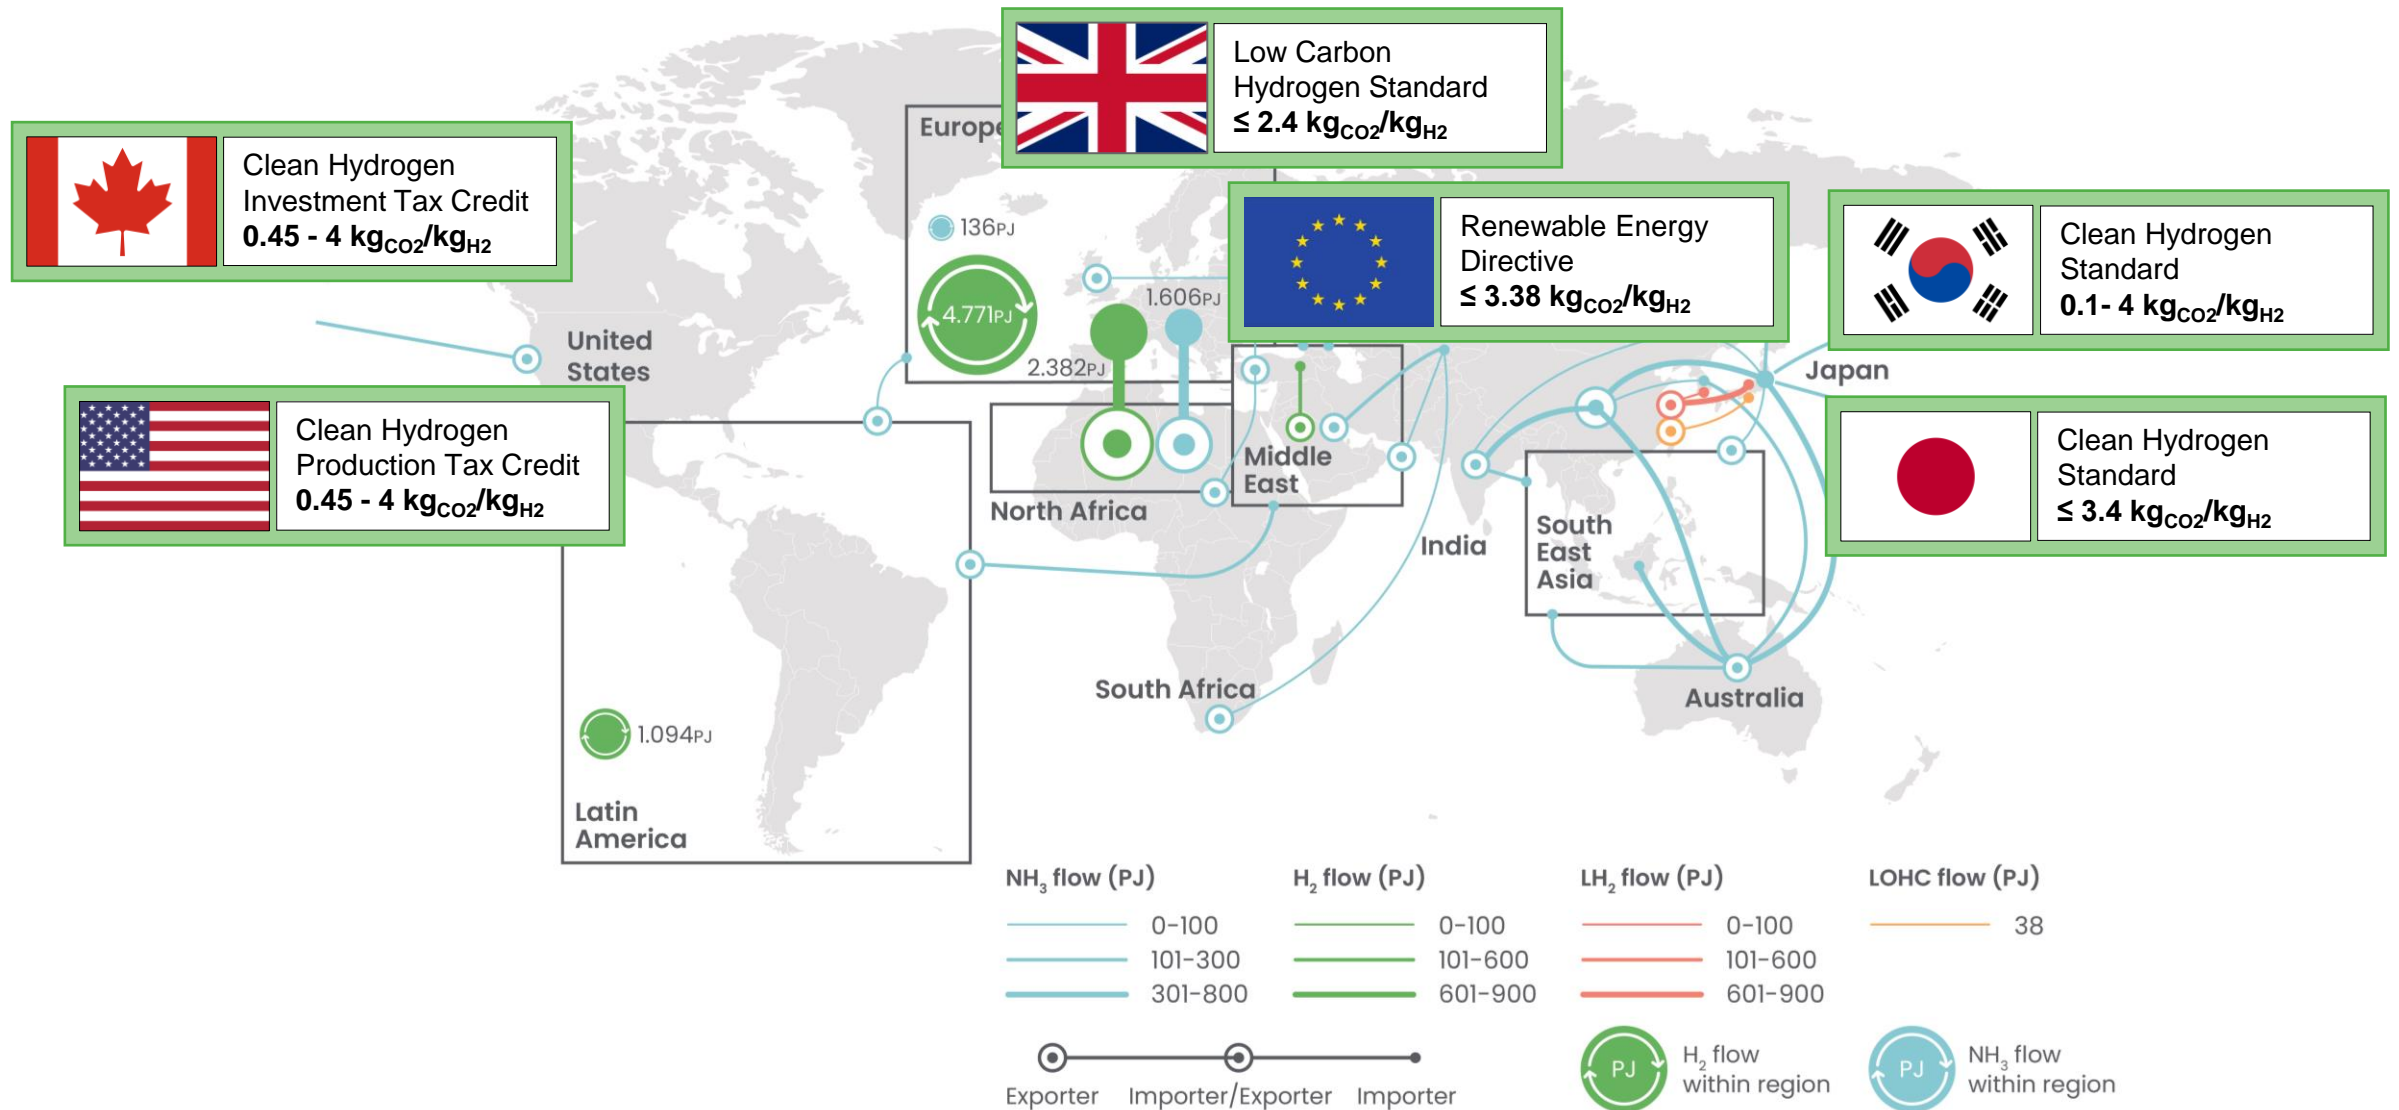 Low Carbon
Hydrogen Standard
≤ 2.4 kgCO2/kgH2
Europe
Clean Hydrogen
Investment Tax Credit
0.45 - 4 kgCO2/kgH2
Renewable Energy
Directive
≤ 3.38 kgCO2/kgH2
Clean Hydrogen
Standard
0.1- 4 kgCO2/kgH2
136PJ
4.771PJ
1.606PJ
2.382PJ
United
States
Japan
Clean Hydrogen
Production Tax Credit
0.45 - 4 kgCO2/kgH2
Clean Hydrogen
Standard
≤ 3.4 kgCO2/kgH2
Middle
East
North Africa
India
South
East
Asia
South Africa
Australia
1.094PJ
Latin
America
NH3 flow (PJ)
0-100
101-300
301-800
H2 flow (PJ)
0-100
101-600
601-900
LH2 flow (PJ)
0-100
101-600
601-900
LOHC flow (PJ)
38
Exporter
Importer/Exporter
Importer
PJ
H2 flow
within region
PJ
NH3 flow
within region